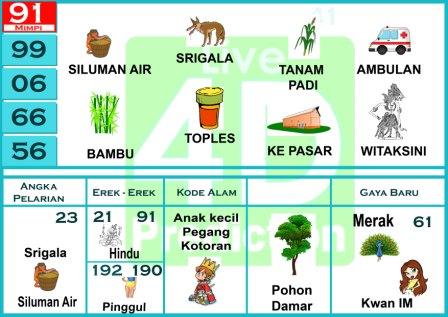 91
MIMPI
99
06
66
56
SILUMAN AIR
SRIGALA
TANAM
PADI
AMBULAN
BAMBU
TOPLES
KE PASAR
WITAKSINI
41
Live
4D
Prediction
ANGKA
PELARIAN
EREK - EREK
KODE ALAM
GAYA BARU
23
Srigala
Siluman Air
21 91
Hindu
192 190
Pinggul
Anak kecil
Pegang
Kotoran
Pohon
Damar
Merak 61
Kwan IM